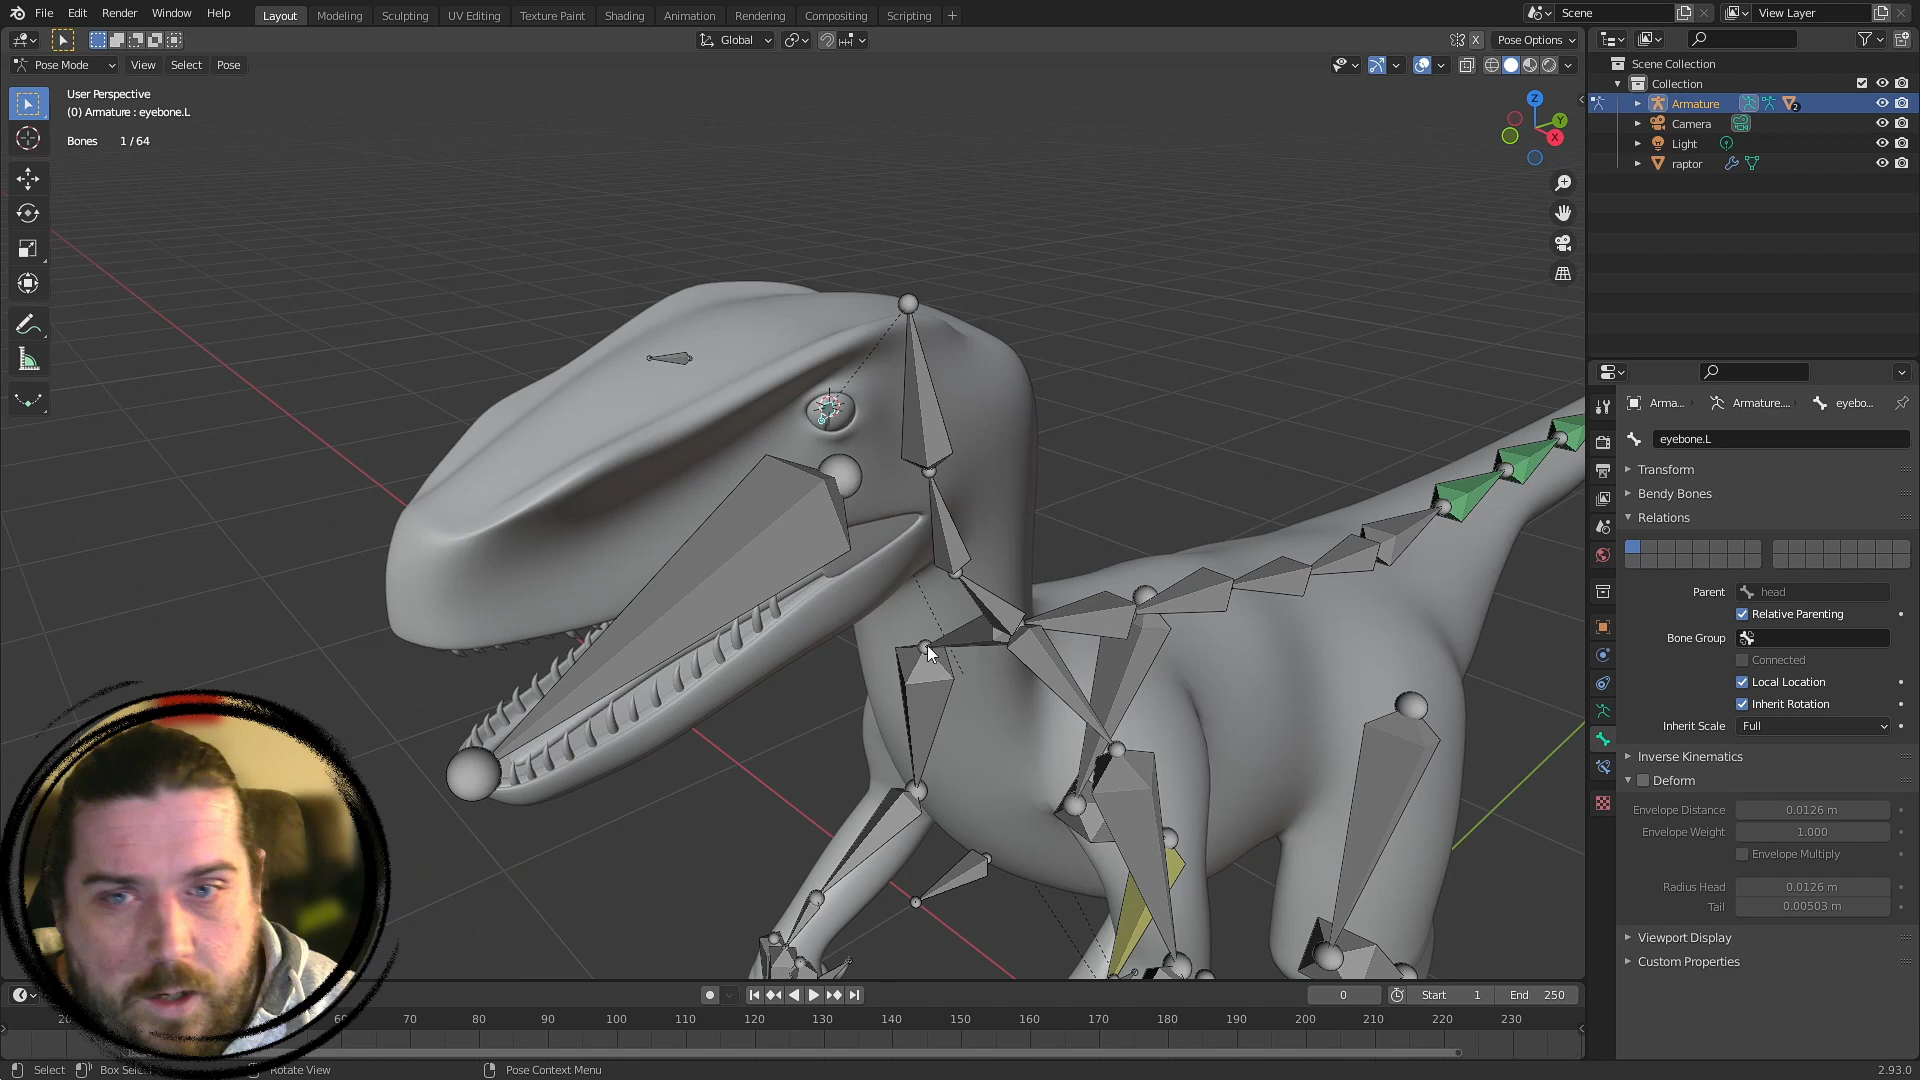 File Edit Render Window Help Layout Modeling Sculpting UV Editing Texture Paint Shading Animation Rendering Compositing Scripting + Scene View Layer
Global X Pose Options
Pose Mode View Select Pose
User Perspective
(0) Armature : eyebone.L
Bones 1 / 64
Z
Y
X
Scene Collection
Collection
Armature 2
Camera
Light
raptor
Arma... Armature.... eyebo...
eyebone.L
Transform
Bendy Bones
Relations
Parent head
Relative Parenting
Bone Group
Connected
Local Location
Inherit Rotation
Inherit Scale Full
Inverse Kinematics
Deform
Envelope Distance 0.0126 m
Envelope Weight 1.000
Envelope Multiply
Radius Head 0.0126 m
Tail 0.00503 m
Viewport Display
Custom Properties
0 Start 1 End 250
60 70 80 90 100 110 120 130 140 150 160 170 180 190 200 210 220 230
Select Box Sele Rotate View Pose Context Menu 2.93.0